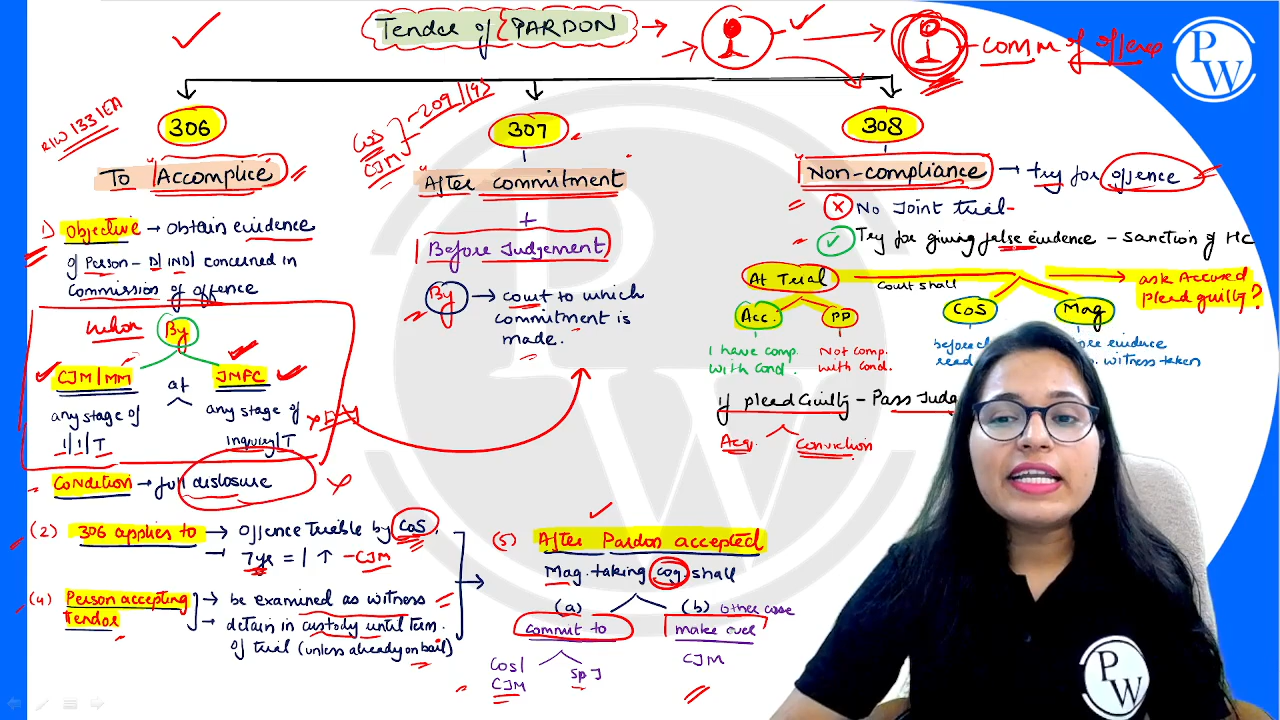 Tender of PARDON
Comm of offence
PW
R/W 133 IEA
306
COS
CJM
209/193
307
308
To Accomplice
After commitment
Non-compliance → try for offence
+
Before Judgement
No Joint trial
Try for giving false evidence - Sanction of HC
1) Objective → obtain evidence
of Person - D/IND/ concerned in
Commission of offence
By → court to which
commitment is
made.
At Trial
Court shall
ask Accused
plead guilty?
Acc.
PP
COS
Mag
I have comp.
with cond.
Not comp.
with cond.
before
read
evidence
witness taken
By
CJM/MM
at
JMFC
any stage of
I/I/T
any stage of
inquiry/T
if plead Guilty - Pass Judg
Acq.
Conviction
Condition → full disclosure
(2) 306 applies to → offence triable by COS
→ 7yr = / ↑ - CJM
(4) Person accepting
Tender
→ be examined as witness
→ detain in custody until term.
of trial (unless already on bail)
(5) After Pardon accepted
Mag. taking cog. shall
(a)
commit to
COS/
CJM
Sp J
(b) other case
make over
CJM
PW